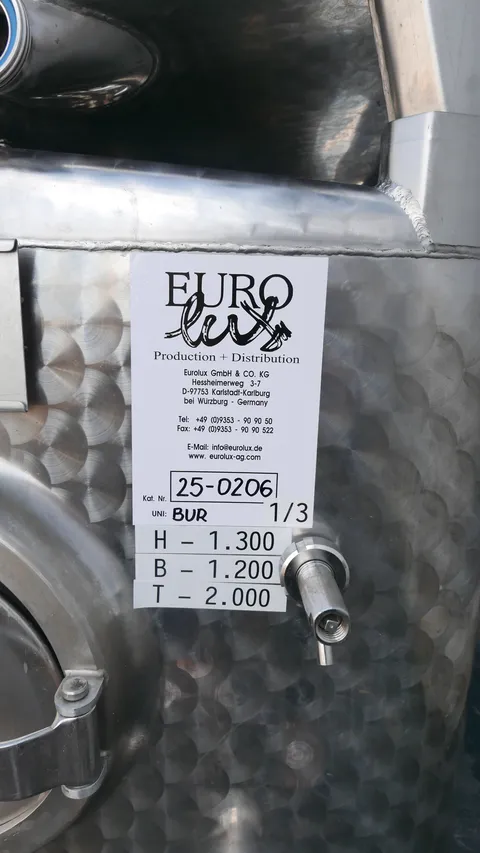 EURO
lux
Production + Distribution
Eurolux GmbH & CO. KG
Hessheimerweg 3-7
D-97753 Karlstadt-Karlburg
bei Würzburg - Germany
Tel: +49 (0)9353 - 90 90 50
Fax: +49 (0)9353 - 90 90 522
E-Mail: info@eurolux.de
www. eurolux-ag.com
Kat. Nr. 25-0206
UNI: BUR 1/3
H - 1.300
B - 1.200
T - 2.000